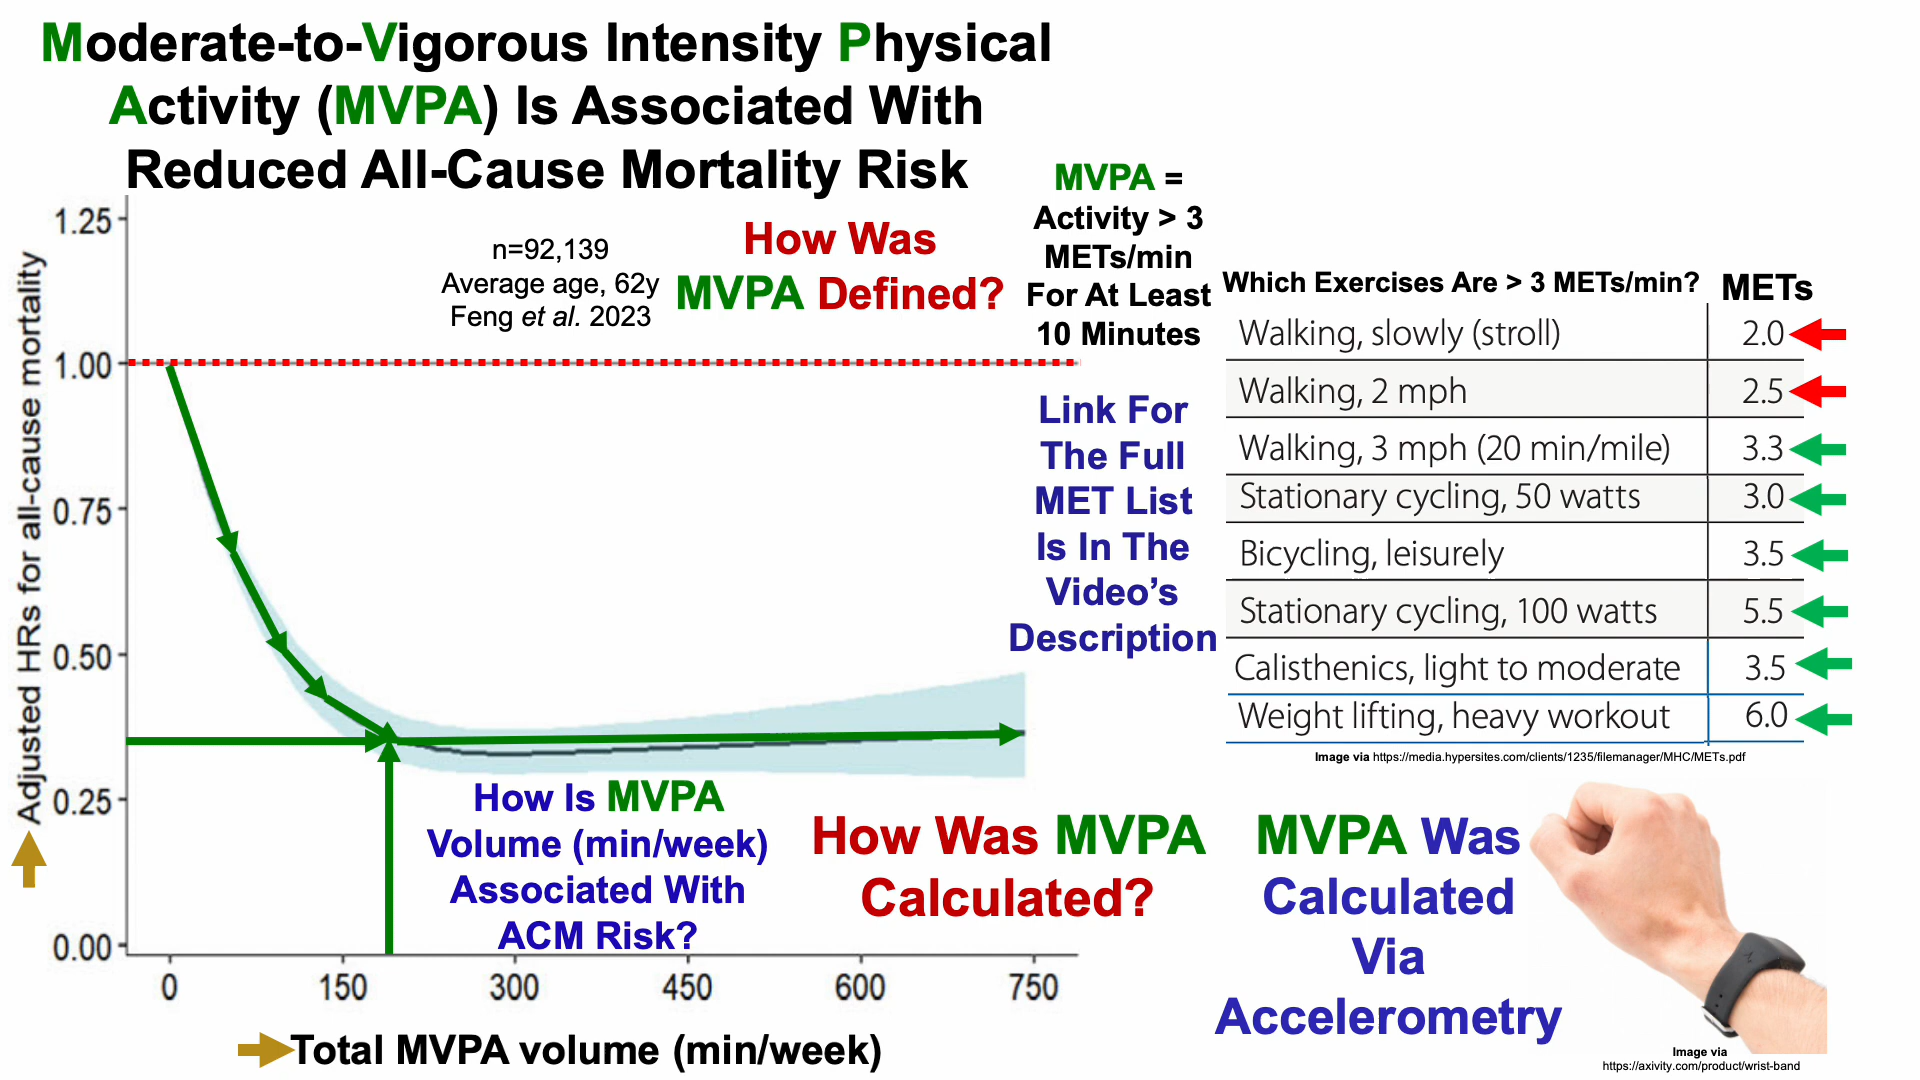 Moderate-to-Vigorous Intensity Physical
Activity (MVPA) Is Associated With
Reduced All-Cause Mortality Risk
n=92,139
Average age, 62y
Feng et al. 2023
How Was
MVPA Defined?
MVPA =
Activity > 3
METs/min
For At Least
10 Minutes
Link For
The Full
MET List
Is In The
Video’s
Description
Which Exercises Are > 3 METs/min? METs
Walking, slowly (stroll) 2.0
Walking, 2 mph 2.5
Walking, 3 mph (20 min/mile) 3.3
Stationary cycling, 50 watts 3.0
Bicycling, leisurely 3.5
Stationary cycling, 100 watts 5.5
Calisthenics, light to moderate 3.5
Weight lifting, heavy workout 6.0
Image via https://media.hypersites.com/clients/1235/filemanager/MHC/METs.pdf
Adjusted HRs for all-cause mortality
1.25
1.00
0.75
0.50
0.25
0.00
0 150 300 450 600 750
Total MVPA volume (min/week)
How Is MVPA
Volume (min/week)
Associated With
ACM Risk?
How Was MVPA
Calculated?
MVPA Was
Calculated
Via
Accelerometry
Image via
https://axivity.com/product/wrist-band